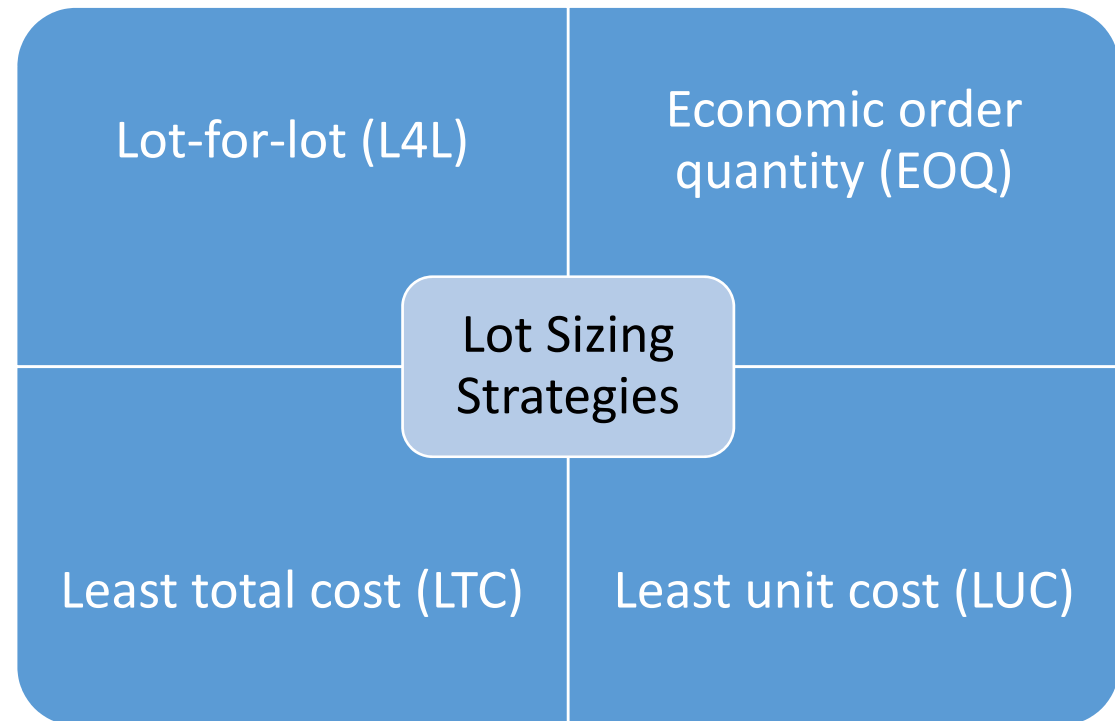 Lot-for-lot (L4L)
Economic order
quantity (EOQ)
Lot Sizing
Strategies
Least total cost (LTC)
Least unit cost (LUC)